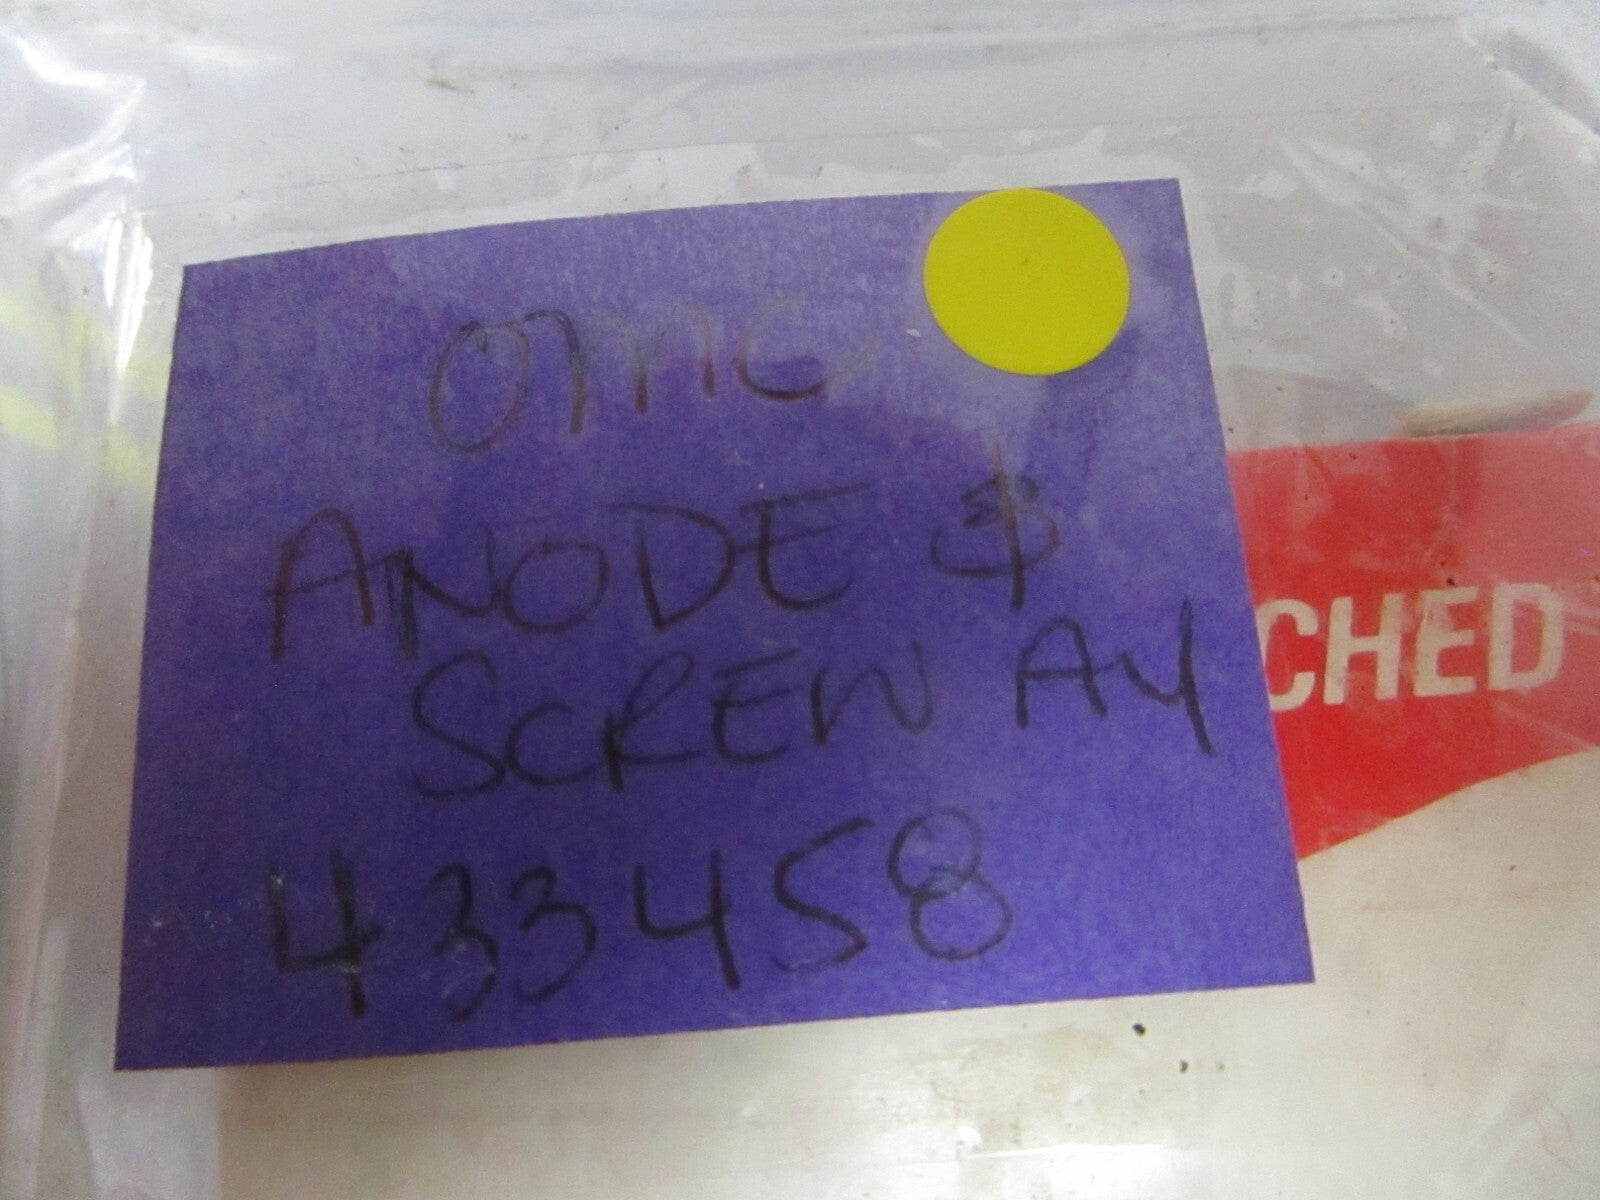 OMC
ANODE &
SCREW AY
CHED
433458